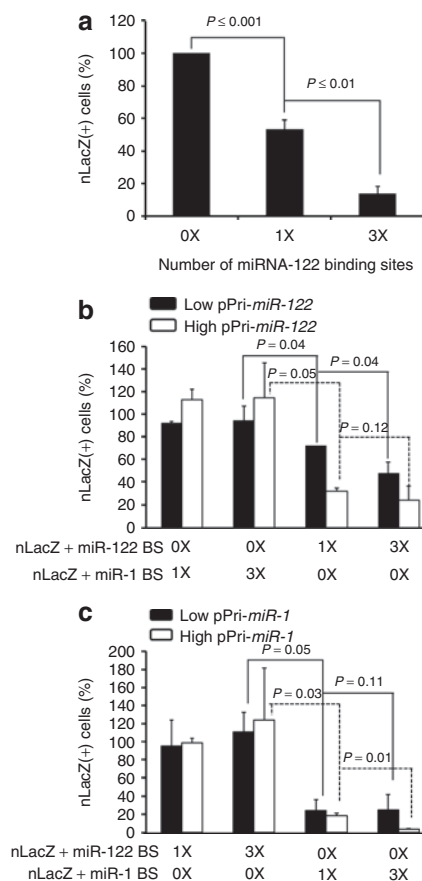 a
P ≤ 0.001
P ≤ 0.01
nLacZ(+) cells (%)
120
100
80
60
40
20
0
0X 1X 3X
Number of miRNA-122 binding sites
b
Low pPri-miR-122
High pPri-miR-122
P = 0.04
P = 0.04
P = 0.05
P = 0.12
nLacZ(+) cells (%)
160
140
120
100
80
60
40
20
0
nLacZ + miR-122 BS 0X 0X 1X 3X
nLacZ + miR-1 BS 1X 3X 0X 0X
c
Low pPri-miR-1
High pPri-miR-1
P = 0.05
P = 0.11
P = 0.03
P = 0.01
nLacZ(+) cells (%)
200
180
160
140
120
100
80
60
40
20
0
nLacZ + miR-122 BS 1X 3X 0X 0X
nLacZ + miR-1 BS 0X 0X 1X 3X